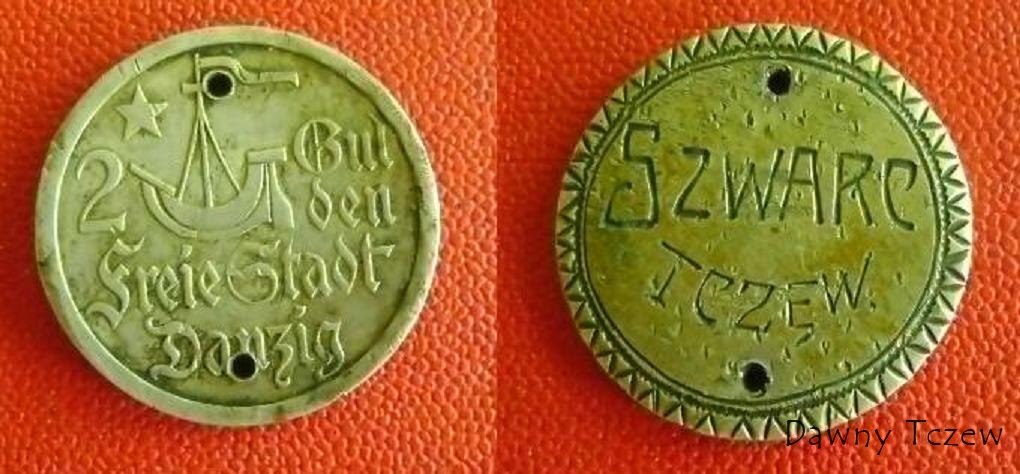 2 Gul
den
Freie Stadt
Danzig
SZWARC
TCZEW.
Dawny Tczew